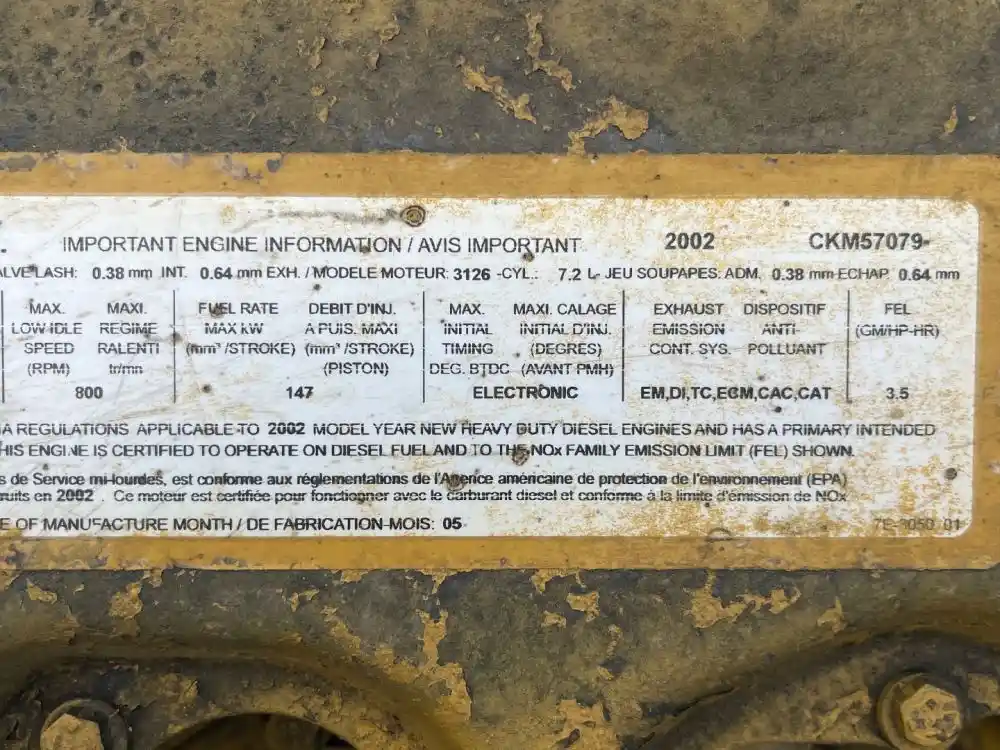 IMPORTANT ENGINE INFORMATION / AVIS IMPORTANT 2002 CKM57079-
LASH: 0.38 mm INT. 0.64 mm EXH. / MODELE MOTEUR: 3126 -CYL.: 7.2 L- JEU SOUPAPES: ADM. 0.38 mm-ECHAP. 0.64 mm
MAX. MAXI. FUEL RATE DEBIT D'INJ. MAX. MAXI. CALAGE EXHAUST DISPOSITIF FEL
LOW IDLE REGIME MAX KW A PUIS. MAXI INITIAL INITIAL D'INJ. EMISSION ANTI- (GM/HP-HR)
SPEED RALENTI (mm³/STROKE) (mm³/STROKE) TIMING (DEGRES) CONT. SYS. POLLUANT
(RPM) tr/mn (PISTON) DEG. BTDC (AVANT PMH)
800 147 ELECTRONIC EM,DI,TC,ECM,CAC,CAT 3.5
A REGULATIONS APPLICABLE TO 2002 MODEL YEAR NEW HEAVY DUTY DIESEL ENGINES AND HAS A PRIMARY INTENDED
HIS ENGINE IS CERTIFIED TO OPERATE ON DIESEL FUEL AND TO THE NOx FAMILY EMISSION LIMIT (FEL) SHOWN.
s de Service mi-lourdes, est conforme aux réglementations de l'Agence américaine de protection de l'environnement (EPA)
ruits en 2002 . Ce moteur est certifiée pour fonctionner avec le carburant diesel et conforme à la limite d'émission de NOx
E OF MANUFACTURE MONTH / DE FABRICATION-MOIS: 05
7E-3050 01